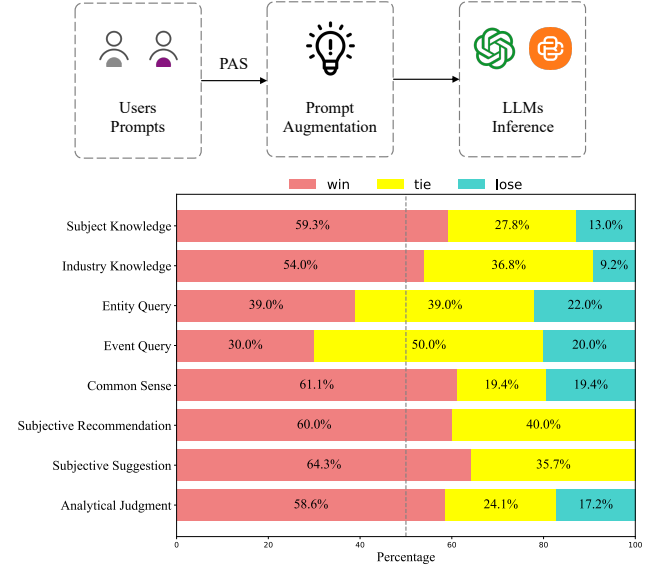 PAS
Users
Prompts
Prompt
Augmentation
LLMs
Inference
win tie lose
Subject Knowledge 59.3% 27.8% 13.0%
Industry Knowledge 54.0% 36.8% 9.2%
Entity Query 39.0% 39.0% 22.0%
Event Query 30.0% 50.0% 20.0%
Common Sense 61.1% 19.4% 19.4%
Subjective Recommendation 60.0% 40.0%
Subjective Suggestion 64.3% 35.7%
Analytical Judgment 58.6% 24.1% 17.2%
0 20 40 60 80 100
Percentage